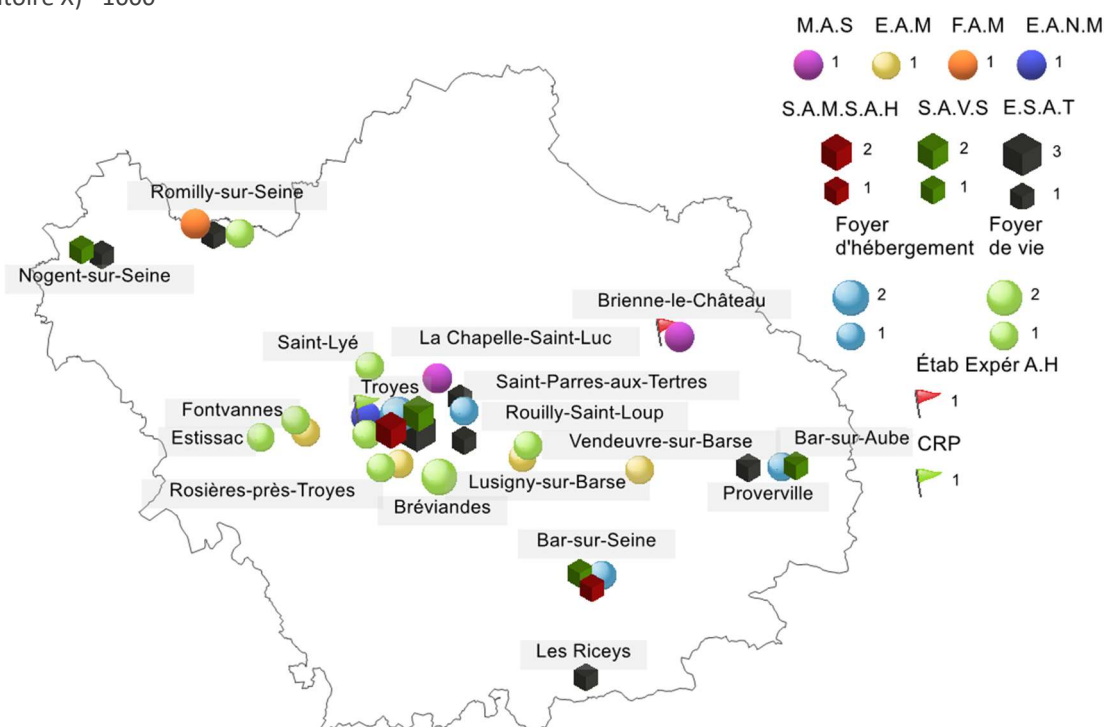 M.A.S E.A.M F.A.M E.A.N.M
1 1 1 1
S.A.M.S.A.H S.A.V.S E.S.A.T
2 2 3
1 1 1
Foyer d'hébergement
Foyer de vie
2 2
1 1
Étab Expér A.H
1
CRP
1
Romilly-sur-Seine
Nogent-sur-Seine
Brienne-le-Château
Saint-Lyé
La Chapelle-Saint-Luc
Troyes
Saint-Parres-aux-Tertres
Fontvannes
Rouilly-Saint-Loup
Estissac
Vendeuvre-sur-Barse
Bar-sur-Aube
Rosières-près-Troyes
Lusigny-sur-Barse
Proverville
Bréviandes
Bar-sur-Seine
Les Riceys